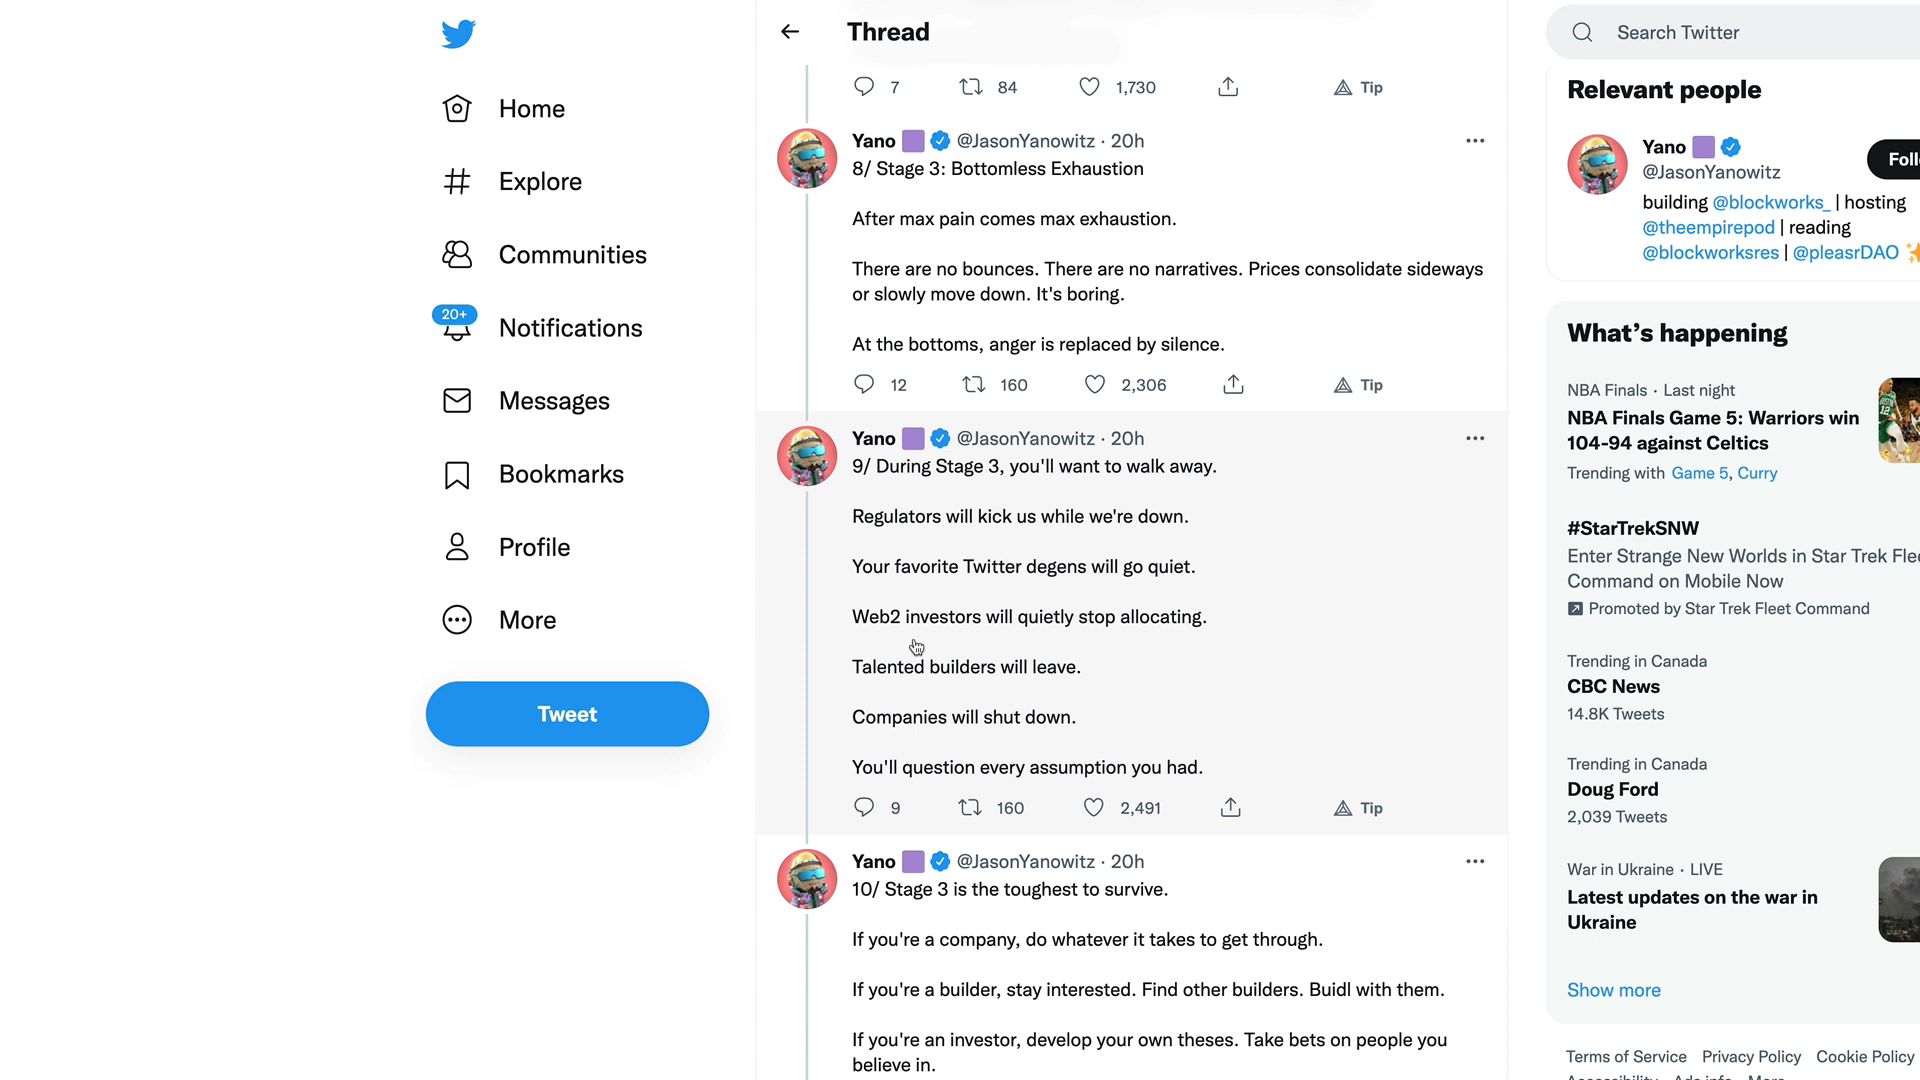 Home
Explore
Communities
20+
Notifications
Messages
Bookmarks
Profile
More
Tweet
Thread
7 84 1,730 Tip
Yano @JasonYanowitz · 20h
8/ Stage 3: Bottomless Exhaustion
After max pain comes max exhaustion.
There are no bounces. There are no narratives. Prices consolidate sideways
or slowly move down. It's boring.
At the bottoms, anger is replaced by silence.
12 160 2,306 Tip
Yano @JasonYanowitz · 20h
9/ During Stage 3, you'll want to walk away.
Regulators will kick us while we're down.
Your favorite Twitter degens will go quiet.
Web2 investors will quietly stop allocating.
Talented builders will leave.
Companies will shut down.
You'll question every assumption you had.
9 160 2,491 Tip
Yano @JasonYanowitz · 20h
10/ Stage 3 is the toughest to survive.
If you're a company, do whatever it takes to get through.
If you're a builder, stay interested. Find other builders. Buidl with them.
If you're an investor, develop your own theses. Take bets on people you
believe in.
Search Twitter
Relevant people
Yano
@JasonYanowitz
Foll
building @blockworks_ | hosting
@theempirepod | reading
@blockworksres | @pleasrDAO
What's happening
NBA Finals · Last night
NBA Finals Game 5: Warriors win
104-94 against Celtics
Trending with Game 5, Curry
#StarTrekSNW
Enter Strange New Worlds in Star Trek Flee
Command on Mobile Now
Promoted by Star Trek Fleet Command
Trending in Canada
CBC News
14.8K Tweets
Trending in Canada
Doug Ford
2,039 Tweets
War in Ukraine · LIVE
Latest updates on the war in
Ukraine
Show more
Terms of Service Privacy Policy Cookie Policy